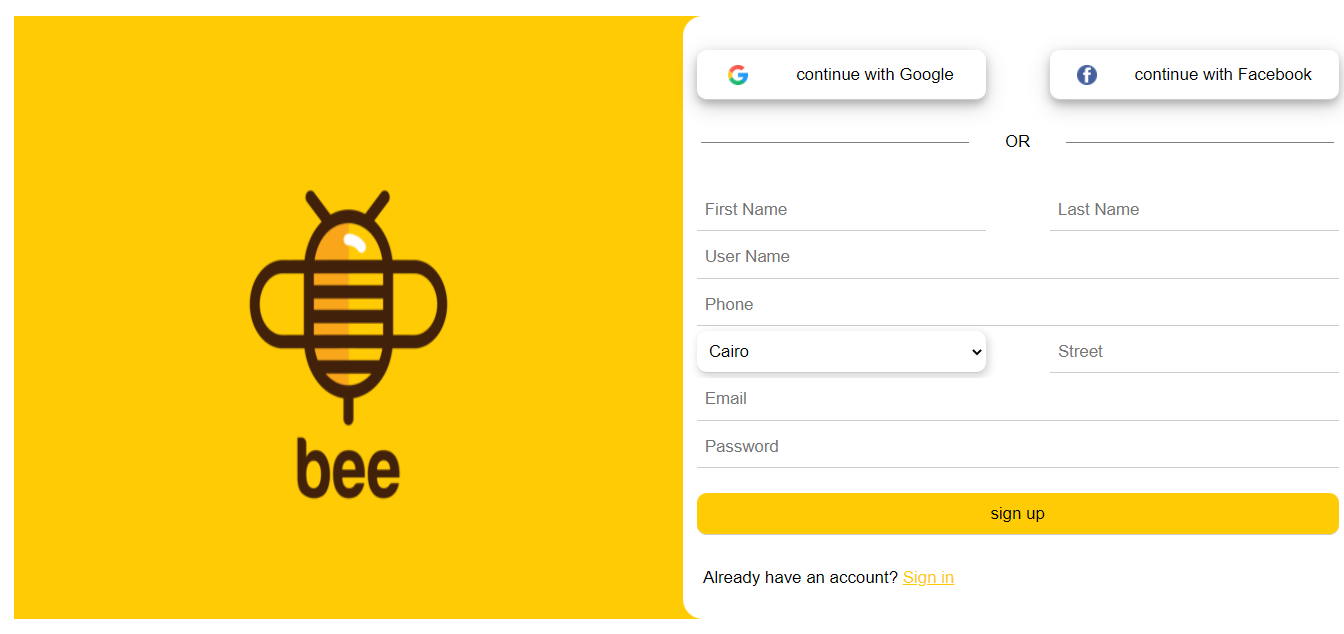 bee
continue with Google
continue with Facebook
OR
First Name
Last Name
User Name
Phone
Cairo
Street
Email
Password
sign up
Already have an account? Sign in